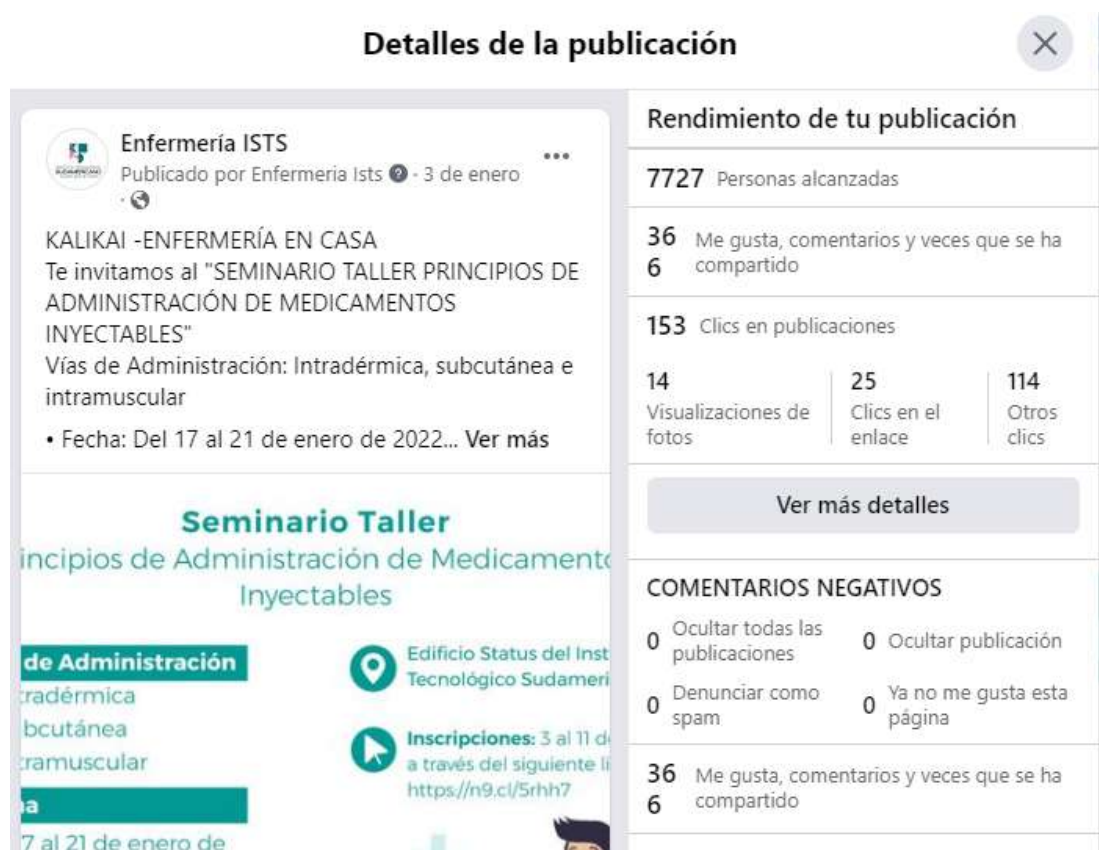 Detalles de la publicación
Enfermería ISTS
Publicado por Enfermeria Ists · 3 de enero
·
KALIKAI -ENFERMERÍA EN CASA
Te invitamos al "SEMINARIO TALLER PRINCIPIOS DE
ADMINISTRACIÓN DE MEDICAMENTOS
INYECTABLES"
Vías de Administración: Intradérmica, subcutánea e
intramuscular
• Fecha: Del 17 al 21 de enero de 2022... Ver más
Seminario Taller
incipios de Administración de Medicamento
Inyectables
de Administración
tradérmica
bcutánea
tramuscular
na
7 al 21 de enero de
Edificio Status del Inst
Tecnológico Sudameri
Inscripciones: 3 al 11 d
a través del siguiente li
https://n9.cl/5rhh7
Rendimiento de tu publicación
7727 Personas alcanzadas
36 Me gusta, comentarios y veces que se ha
6 compartido
153 Clics en publicaciones
14
Visualizaciones de
fotos
25
Clics en el
enlace
114
Otros
clics
Ver más detalles
COMENTARIOS NEGATIVOS
0 Ocultar todas las
publicaciones
0 Ocultar publicación
0 Denunciar como
spam
0 Ya no me gusta esta
página
36 Me gusta, comentarios y veces que se ha
6 compartido